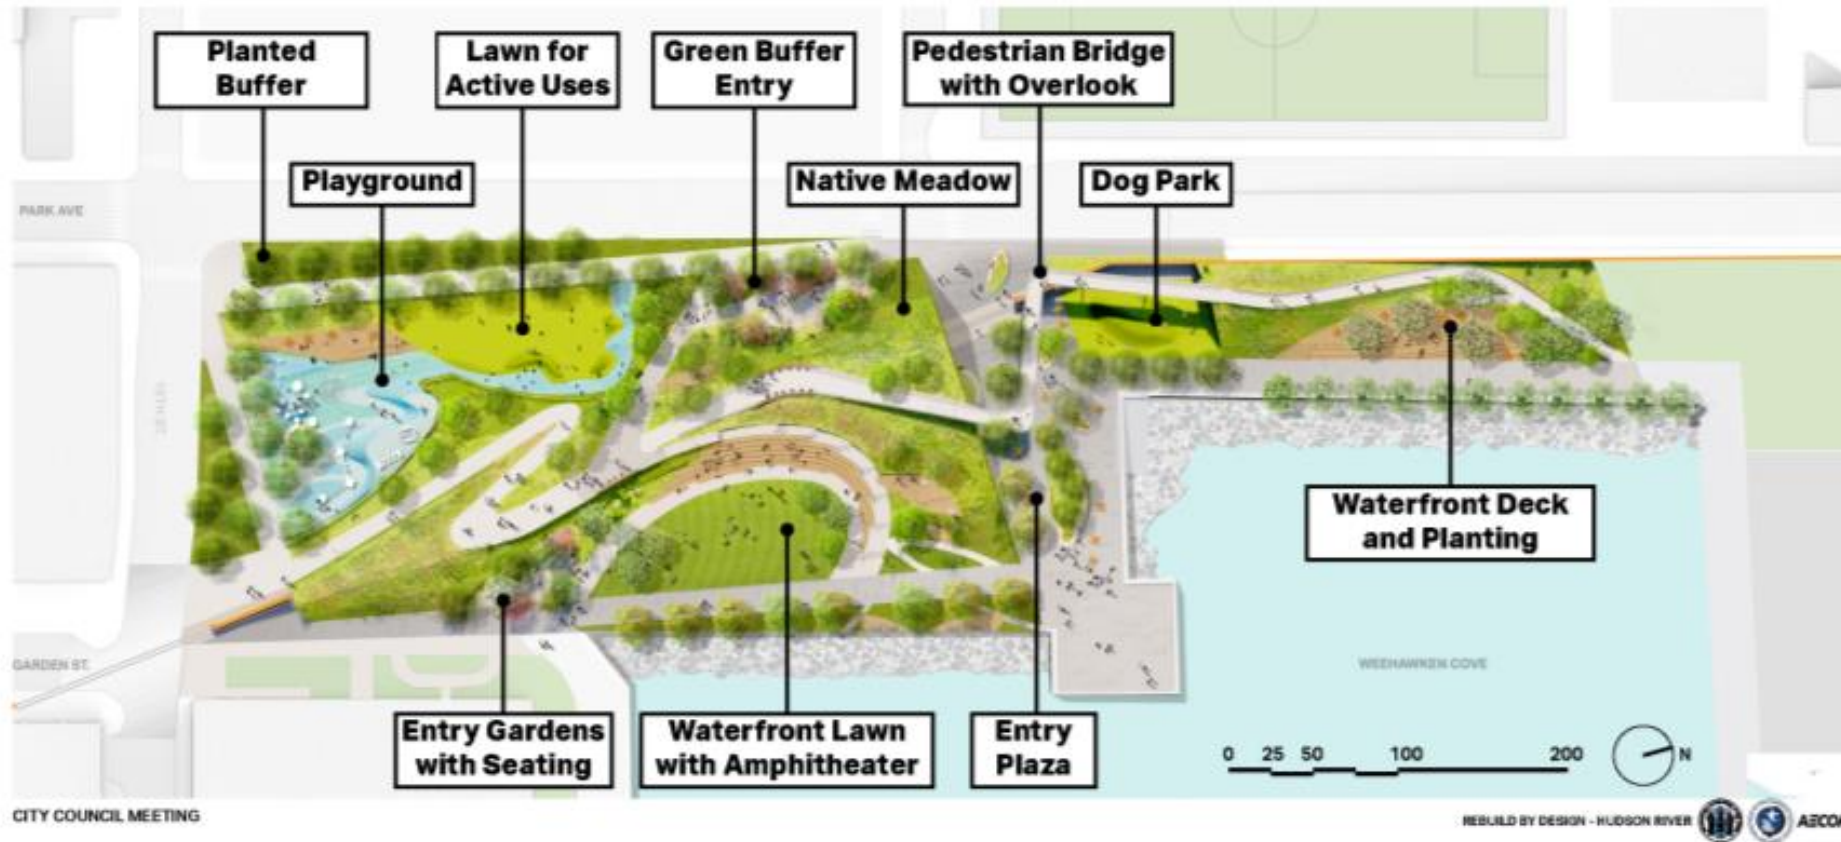 Planted
Buffer
Lawn for
Active Uses
Green Buffer
Entry
Pedestrian Bridge
with Overlook
Playground
Native Meadow
Dog Park
PARK AVE
Waterfront Deck
and Planting
GARDEN ST.
WEEHAWKEN COVE
Entry Gardens
with Seating
Waterfront Lawn
with Amphitheater
Entry
Plaza
0 25 50 100 200
N
CITY COUNCIL MEETING
REBUILD BY DESIGN - HUDSON RIVER
AECOM